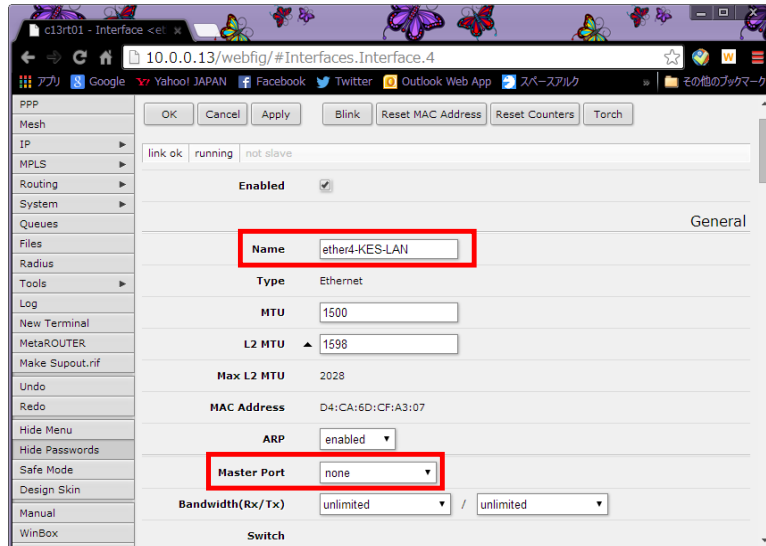 c13rt01 - Interface <et
10.0.0.13/webfig/#Interfaces.Interface.4
アプリ Google Yahoo! JAPAN Facebook Twitter Outlook Web App スペースアルク » その他のブックマーク
PPP
Mesh
IP
MPLS
Routing
System
Queues
Files
Radius
Tools
Log
New Terminal
MetaROUTER
Make Supout.rif
Undo
Redo
Hide Menu
Hide Passwords
Safe Mode
Design Skin
Manual
WinBox
OK Cancel Apply Blink Reset MAC Address Reset Counters Torch
link ok running not slave
Enabled
General
Name ether4-KES-LAN
Type Ethernet
MTU 1500
L2 MTU 1598
Max L2 MTU 2028
MAC Address D4:CA:6D:CF:A3:07
ARP enabled
Master Port none
Bandwidth(Rx/Tx) unlimited / unlimited
Switch